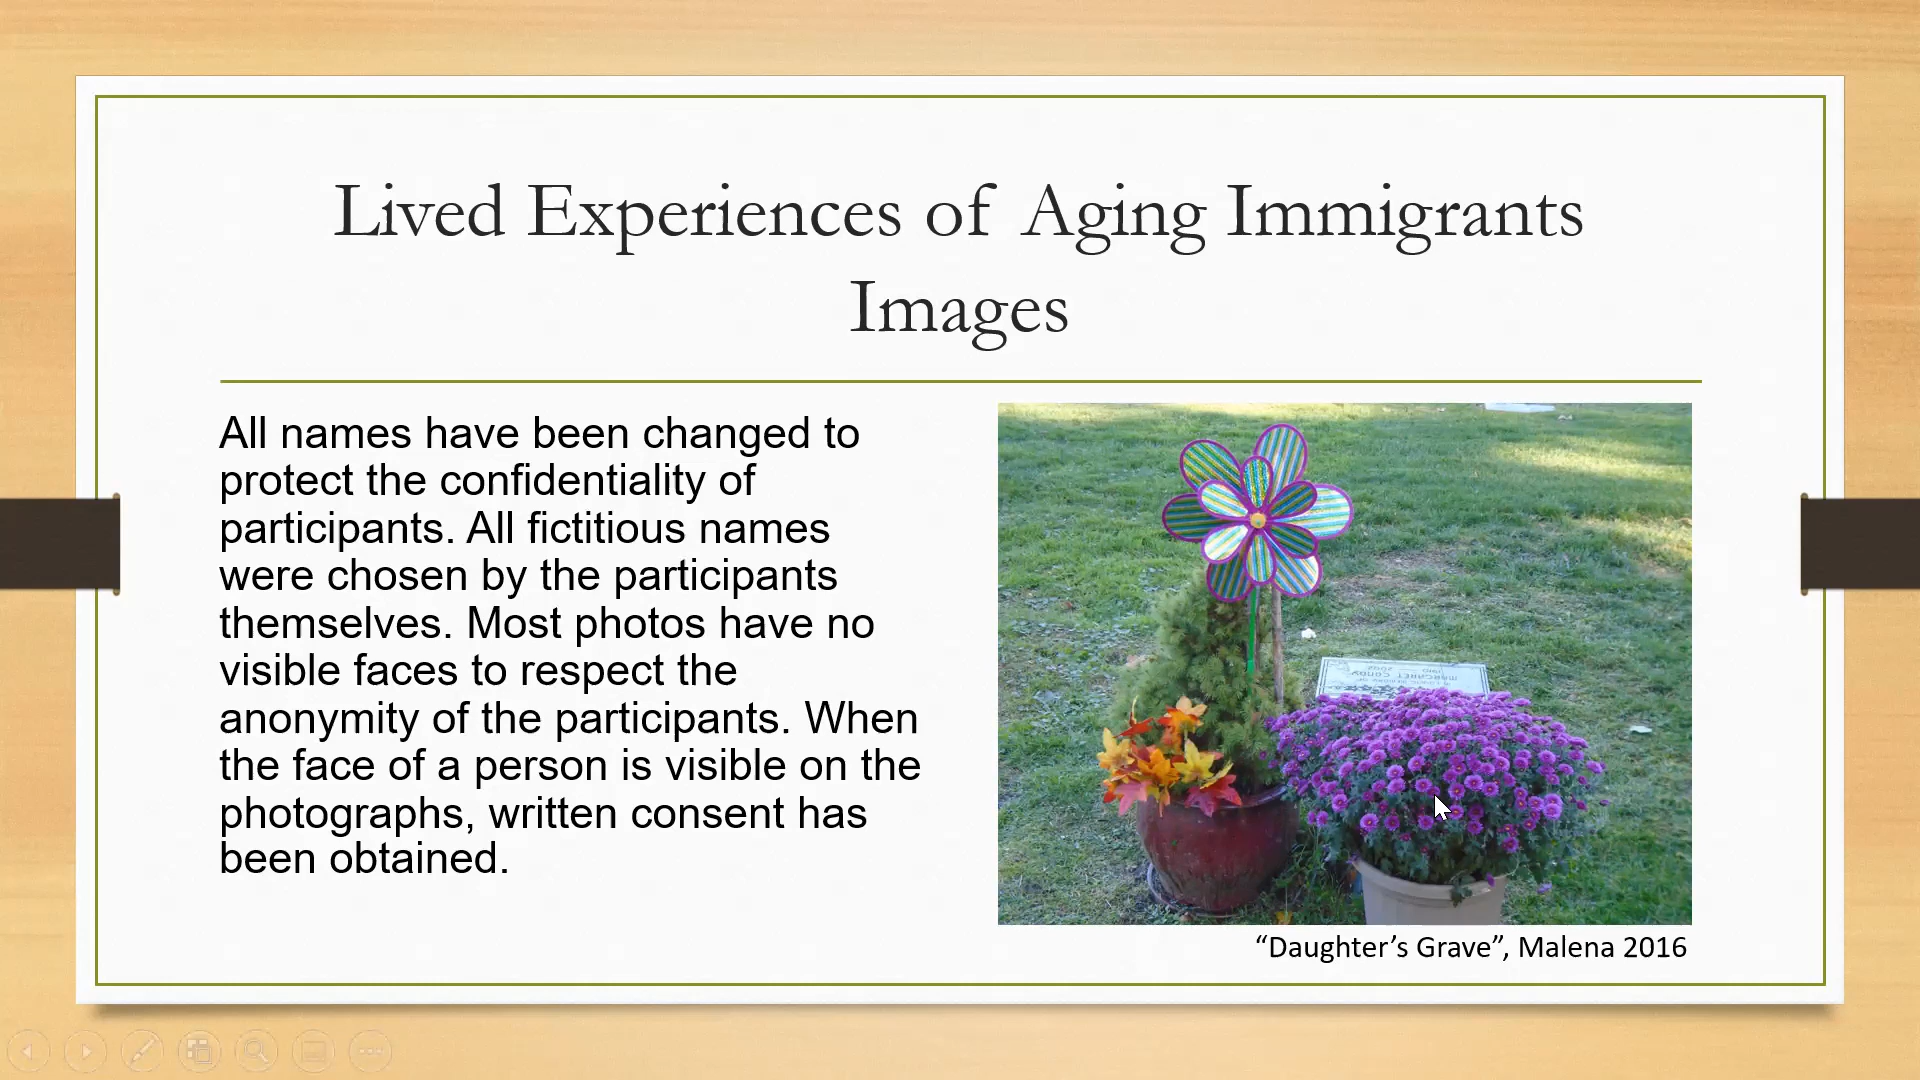 Lived Experiences of Aging Immigrants
Images
All names have been changed to
protect the confidentiality of
participants. All fictitious names
were chosen by the participants
themselves. Most photos have no
visible faces to respect the
anonymity of the participants. When
the face of a person is visible on the
photographs, written consent has
been obtained.
“Daughter’s Grave”, Malena 2016